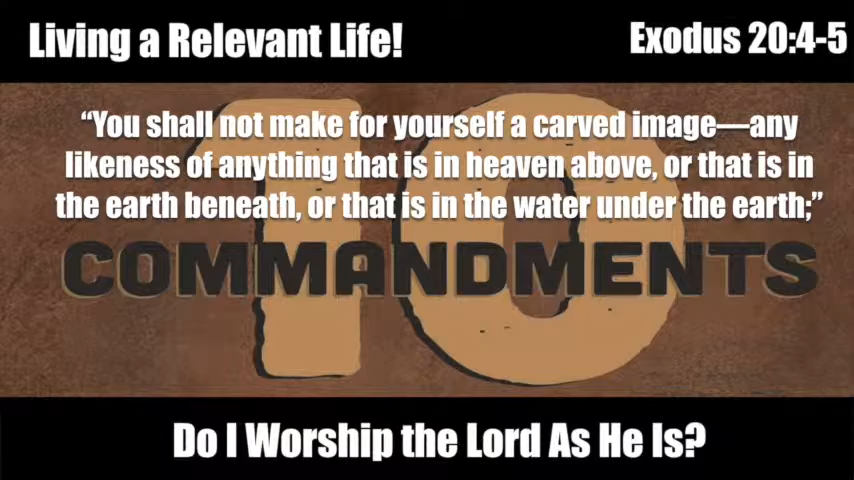 Living a Relevant Life!
Exodus 20:4-5
“You shall not make for yourself a carved image—any
likeness of anything that is in heaven above, or that is in
the earth beneath, or that is in the water under the earth;”
10
COMMANDMENTS
Do I Worship the Lord As He Is?